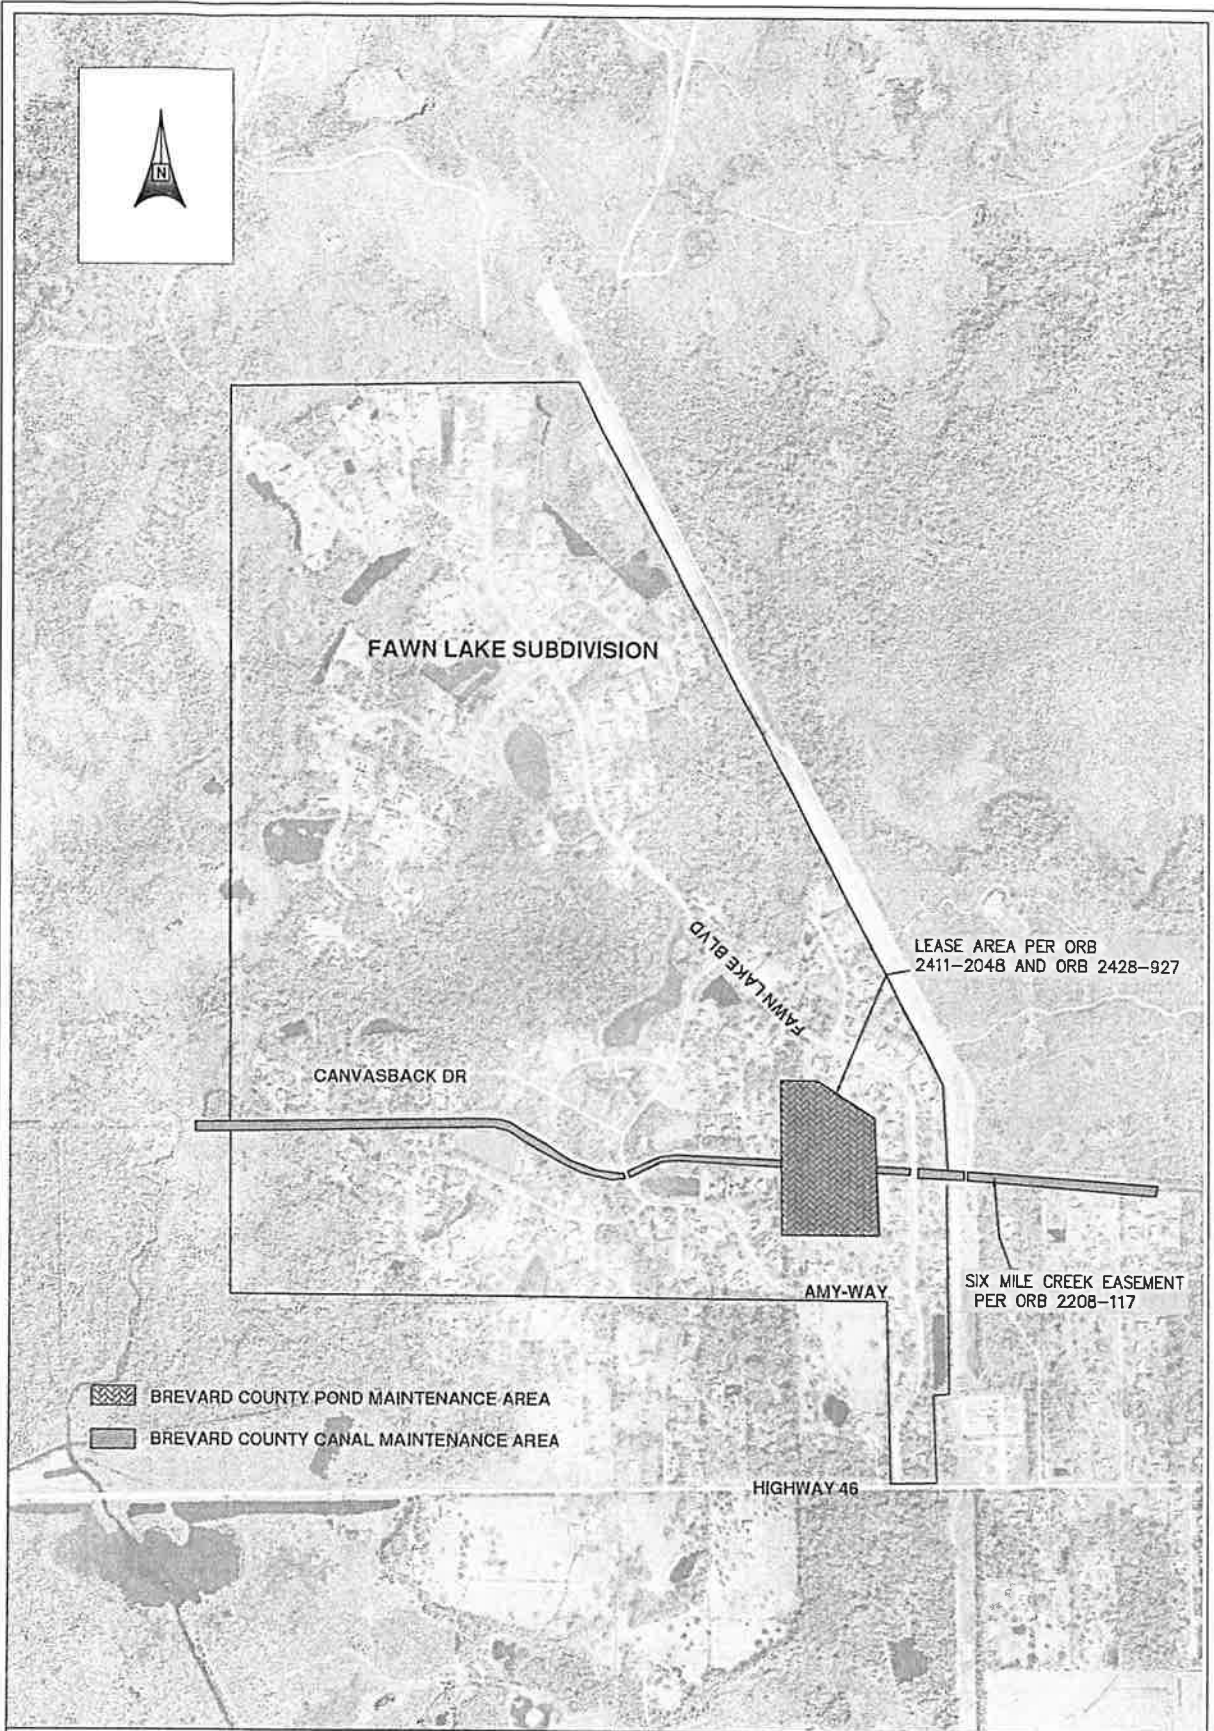 N
FAWN LAKE SUBDIVISION
FAWN LAKE BLVD
LEASE AREA PER ORB
2411-2048 AND ORB 2428-927
CANVASBACK DR
SIX MILE CREEK EASEMENT
PER ORB 2208-117
AMY-WAY
BREVARD COUNTY POND MAINTENANCE AREA
BREVARD COUNTY CANAL MAINTENANCE AREA
HIGHWAY 46